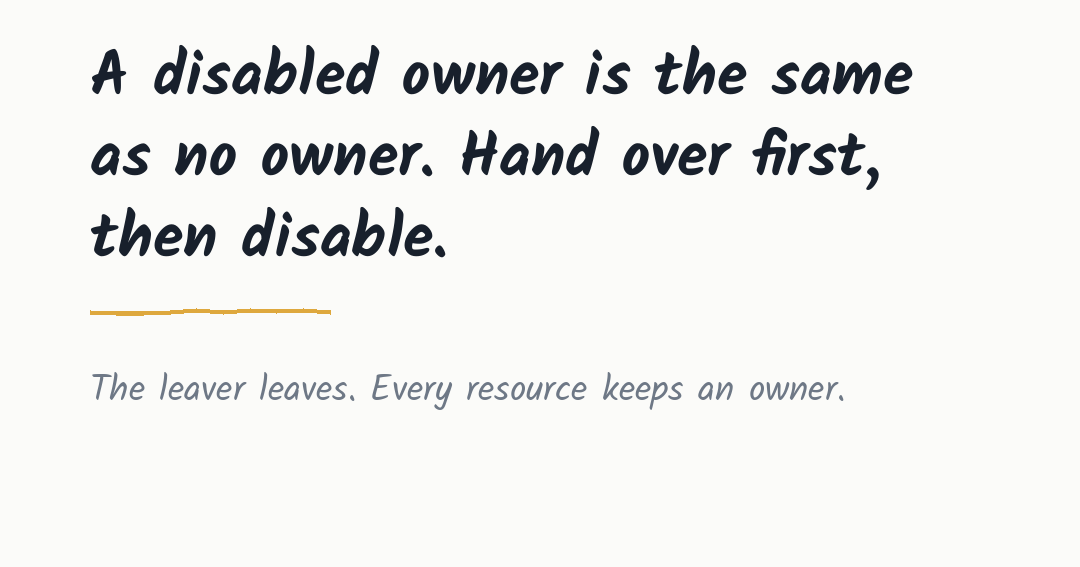 A disabled owner is the same
as no owner. Hand over first,
then disable.
The leaver leaves. Every resource keeps an owner.